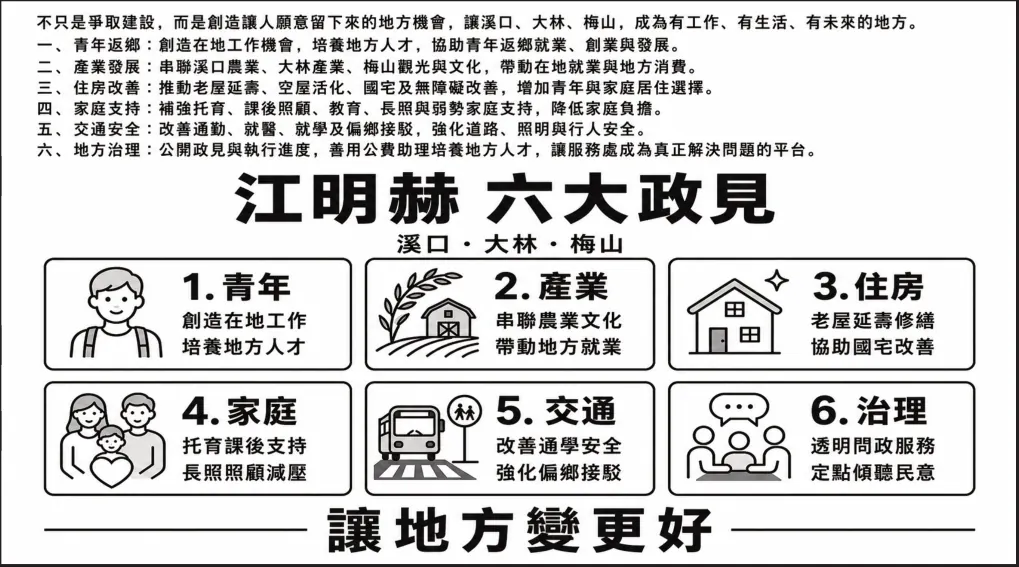 不只是爭取建設，而是創造讓人願意留下來的地方機會，讓溪口、大林、梅山，成為有工作、有生活、有未來的地方。
一、青年返鄉：創造在地工作機會，培養地方人才，協助青年返鄉就業、創業與發展。
二、產業發展：串聯溪口農業、大林產業、梅山觀光與文化，帶動在地就業與地方消費。
三、住房改善：推動老屋延壽、空屋活化、國宅及無障礙改善，增加青年與家庭居住選擇。
四、家庭支持：補強托育、課後照顧、教育、長照與弱勢家庭支持，降低家庭負擔。
五、交通安全：改善通勤、就醫、就學及偏鄉接駁，強化道路、照明與行人安全。
六、地方治理：公開政見與執行進度，善用公費助理培養地方人才，讓服務處成為真正解決問題的平台。
江明赫 六大政見
溪口·大林·梅山
1.青年
創造在地工作
培養地方人才
2.產業
串聯農業文化
帶動地方就業
3.住房
老屋延壽修繕
協助國宅改善
4.家庭
托育課後支持
長照照顧減壓
5.交通
改善通學安全
強化偏鄉接駁
6.治理
透明問政服務
定點傾聽民意
讓地方變更好